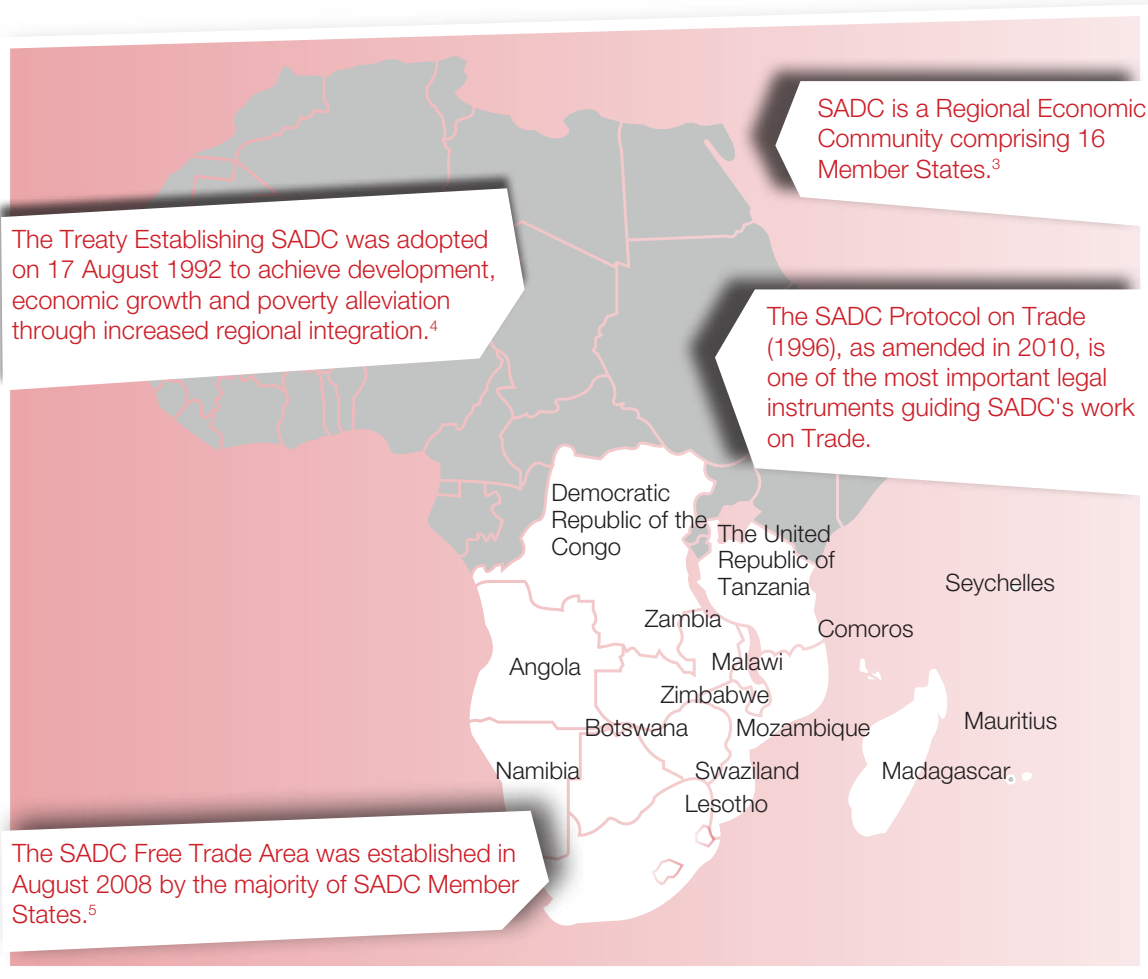 SADC is a Regional Economic
Community comprising 16
Member States.³
The Treaty Establishing SADC was adopted
on 17 August 1992 to achieve development,
economic growth and poverty alleviation
through increased regional integration.⁴
The SADC Protocol on Trade
(1996), as amended in 2010, is
one of the most important legal
instruments guiding SADC's work
on Trade.
Democratic
Republic of the
Congo
The United
Republic of
Tanzania
Seychelles
Zambia
Comoros
Angola
Malawi
Zimbabwe
Botswana
Mozambique
Mauritius
Namibia
Swaziland
Madagascar
Lesotho
The SADC Free Trade Area was established in
August 2008 by the majority of SADC Member
States.⁵